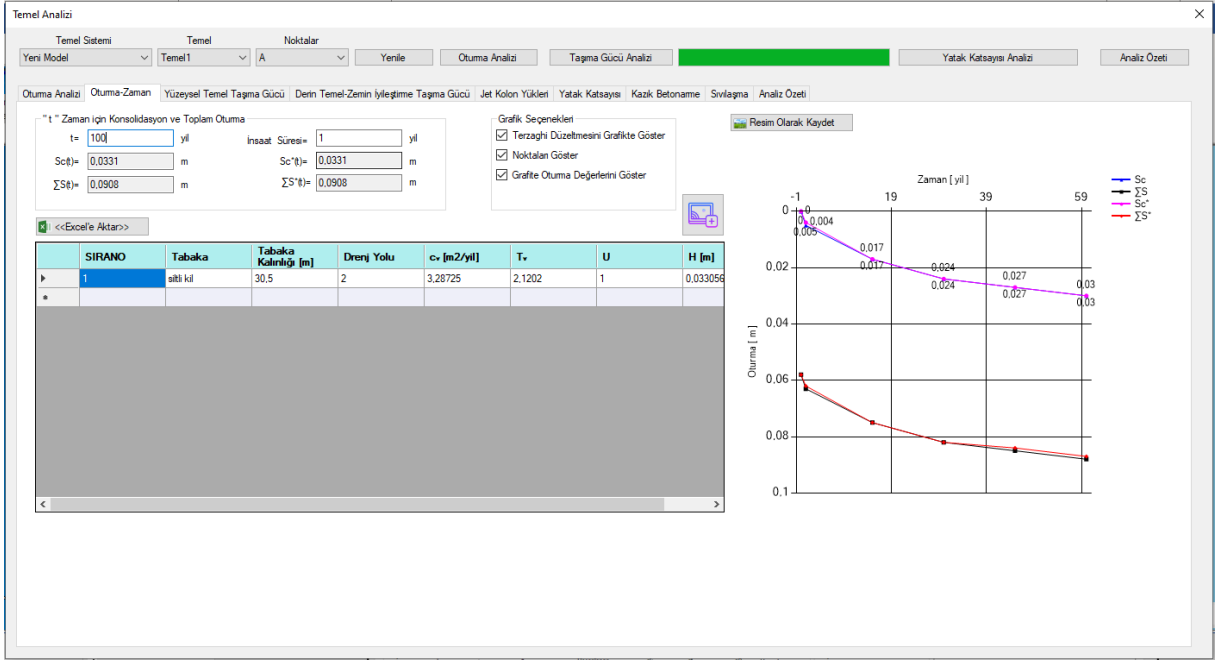 Temel Analizi
Temel Sistemi Temel Noktalar
Yeni Model Temel1 A Yenile Oturma Analizi Taşıma Gücü Analizi Yatak Katsayısı Analizi Analiz Özeti
Oturma Analizi Oturma-Zaman Yüzeysel Temel Taşıma Gücü Derin Temel-Zemin İyileştirme Taşıma Gücü Jet Kolon Yükleri Yatak Katsayısı Kazık Betonarme Sıvılaşma Analiz Özeti
" t " Zaman için Konsolidasyon ve Toplam Oturma
t= 100 yıl İnşaat Süresi= 1 yıl
Sc(t)= 0,0331 m Sc*(t)= 0,0331 m
∑S(t)= 0,0908 m ∑S*(t)= 0,0908 m
Grafik Seçenekleri
Terzaghi Düzeltmesini Grafikte Göster
Noktaları Göster
Grafite Oturma Değerlerini Göster
Resim Olarak Kaydet
<<Excel'e Aktar>>
SIRANO Tabaka Tabaka Kalınlığı [m] Drenj Yolu cᵥ [m2/yıl] Tᵥ U H [m]
1 siltli kil 30,5 2 3,28725 2,1202 1 0,033056
Zaman [ yıl ]
-1 19 39 59
Sc
∑S
Sc*
∑S*
Oturma [ m ]
0
0.02
0.04
0.06
0.08
0.1
0
0,004
0,005
0,017
0,017
0,024
0,024
0,027
0,027
0,03
0,03